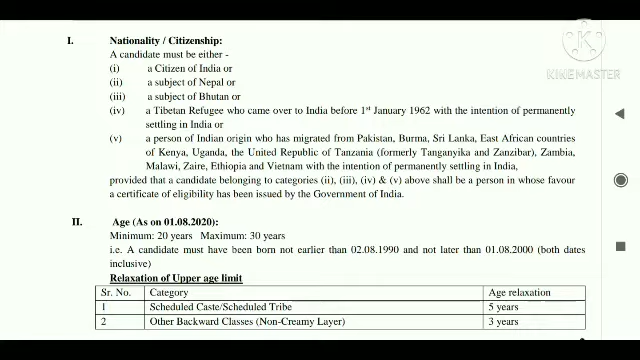 KINEMASTER
I. Nationality / Citizenship:
A candidate must be either -
(i) a Citizen of India or
(ii) a subject of Nepal or
(iii) a subject of Bhutan or
(iv) a Tibetan Refugee who came over to India before 1st January 1962 with the intention of permanently
settling in India or
(v) a person of Indian origin who has migrated from Pakistan, Burma, Sri Lanka, East African countries
of Kenya, Uganda, the United Republic of Tanzania (formerly Tanganyika and Zanzibar), Zambia,
Malawi, Zaire, Ethiopia and Vietnam with the intention of permanently settling in India,
provided that a candidate belonging to categories (ii), (iii), (iv) & (v) above shall be a person in whose favour
a certificate of eligibility has been issued by the Government of India.
II. Age (As on 01.08.2020):
Minimum: 20 years Maximum: 30 years
i.e. A candidate must have been born not earlier than 02.08.1990 and not later than 01.08.2000 (both dates
inclusive)
Relaxation of Upper age limit
Sr. No. Category Age relaxation
1 Scheduled Caste/Scheduled Tribe 5 years
2 Other Backward Classes (Non-Creamy Layer) 3 years